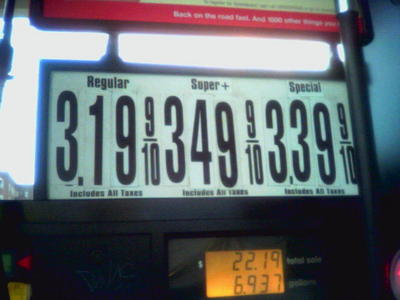 Back on the road fast. And 1000 other things you
Regular Super+ Special
3.19 9/10 349 9/10 3.39 9/10
Includes All Taxes Includes All Taxes Includes All Taxes
$ 22.19 total sale
6.937 gallons